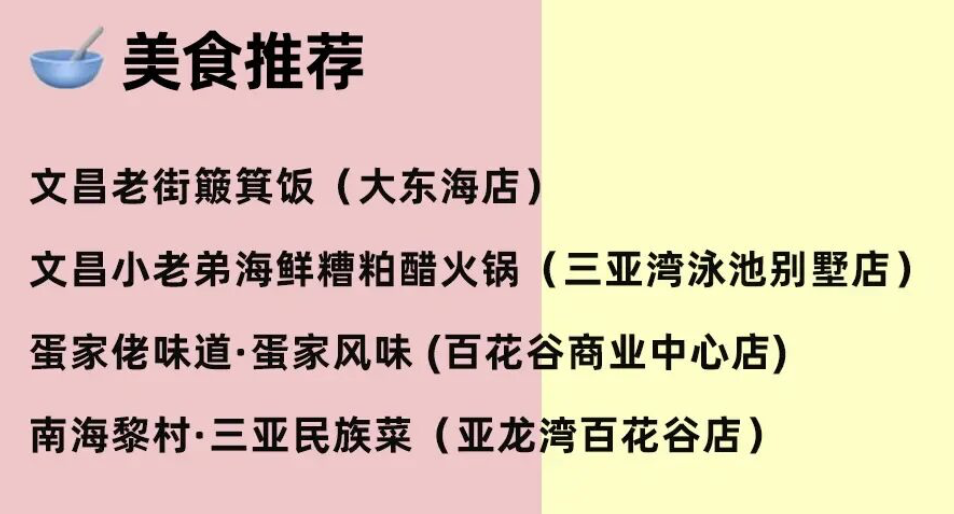 美食推荐
文昌老街簸箕饭（大东海店）
文昌小老弟海鲜糟粕醋火锅（三亚湾泳池别墅店）
蛋家佬味道·蛋家风味 (百花谷商业中心店)
南海黎村·三亚民族菜（亚龙湾百花谷店）